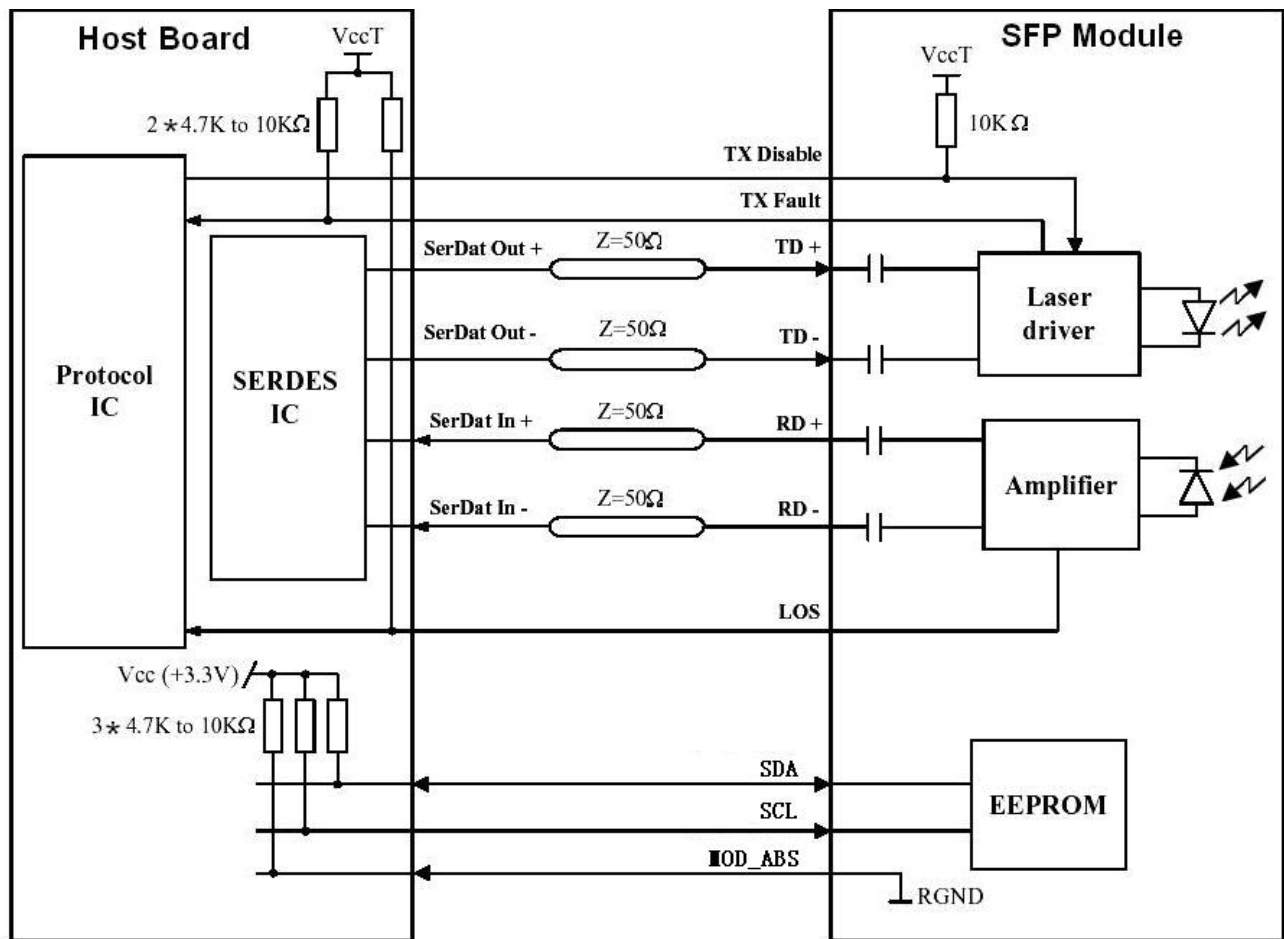 Host Board
SFP Module
VccT
VccT
2*4.7K to 10KΩ
10KΩ
TX Disable
TX Fault
SerDat Out +
Z=50Ω
TD +
Laser
driver
SerDat Out -
Z=50Ω
TD -
Protocol
IC
SERDES
IC
SerDat In +
Z=50Ω
RD +
Amplifier
SerDat In -
Z=50Ω
RD -
LOS
Vcc (+3.3V)
3*4.7K to 10KΩ
SDA
EEPROM
SCL
MOD_ABS
RGND